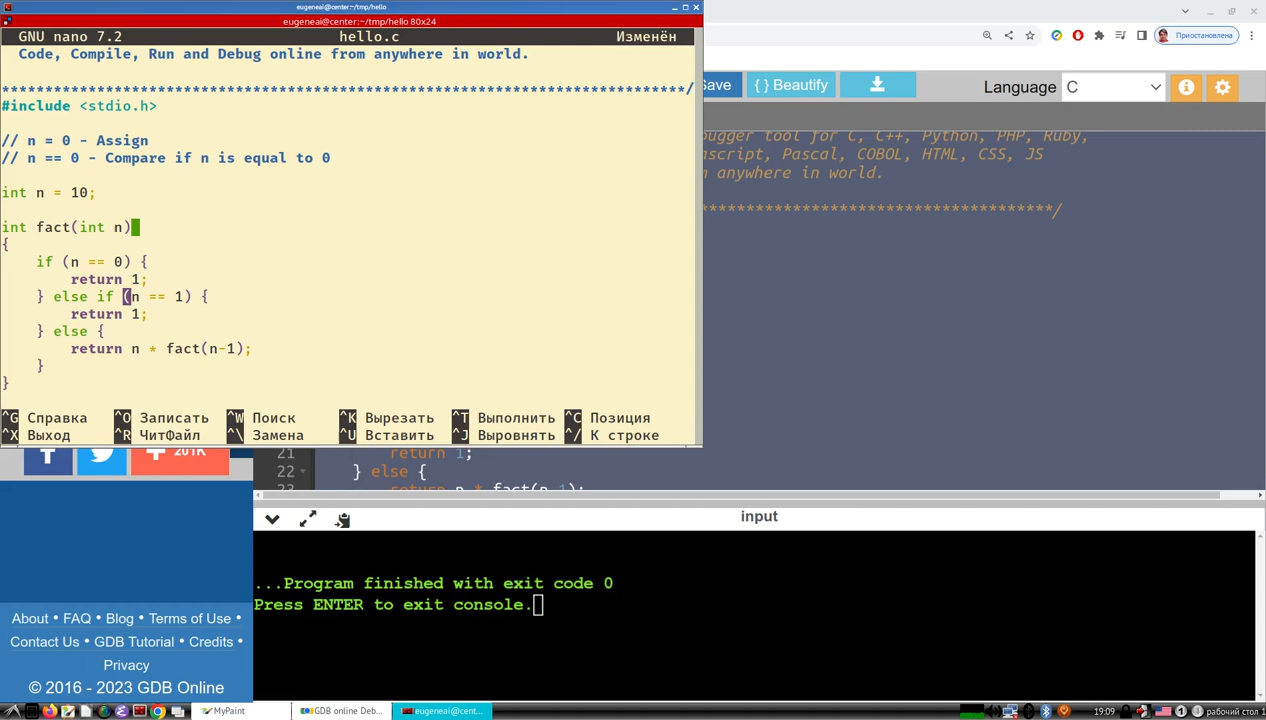 eugeneai@center:~/tmp/hello
eugeneai@center:~/tmp/hello 80x24
GNU nano 7.2 hello.c Изменён
Code, Compile, Run and Debug online from anywhere in world.
*******************************************************************************/
#include <stdio.h>
// n = 0 - Assign
// n == 0 - Compare if n is equal to 0
int n = 10;
int fact(int n)
{
if (n == 0) {
return 1;
} else if (n == 1) {
return 1;
} else {
return n * fact(n-1);
}
}
^G Справка ^O Записать ^W Поиск ^K Вырезать ^T Выполнить ^C Позиция
^X Выход ^R ЧитФайл ^\ Замена ^U Вставить ^J Выровнять ^/ К строке
Приостановлена
Save { } Beautify Language C
ugger tool for C, C++, Python, PHP, Ruby,
ascript, Pascal, COBOL, HTML, CSS, JS
anywhere in world.
***************************************/
21 return 1;
22 } else {
23 return n * fact(n-1);
201K
input
...Program finished with exit code 0
Press ENTER to exit console.
About • FAQ • Blog • Terms of Use •
Contact Us • GDB Tutorial • Credits •
Privacy
© 2016 - 2023 GDB Online
MyPaint GDB online Deb... eugeneai@cent... 19:09 рабочий стол 1